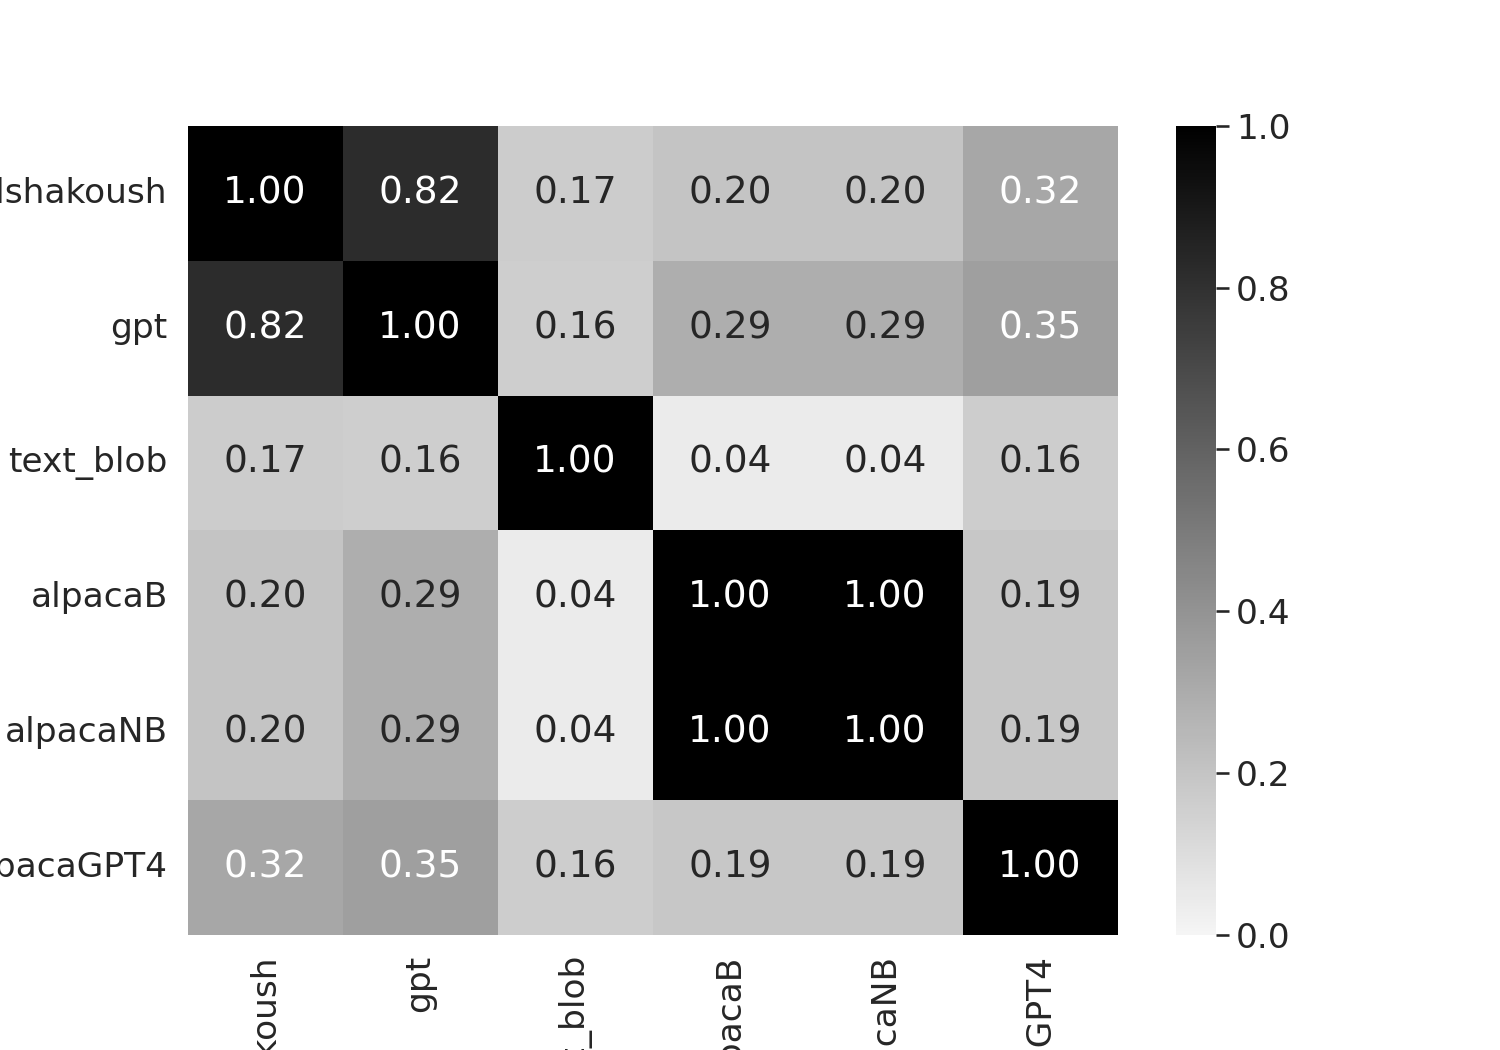 1.0
lshakoush 1.00 0.82 0.17 0.20 0.20 0.32
0.8
gpt 0.82 1.00 0.16 0.29 0.29 0.35
text_blob 0.17 0.16 1.00 0.04 0.04 0.16
0.6
alpacaB 0.20 0.29 0.04 1.00 1.00 0.19
0.4
alpacaNB 0.20 0.29 0.04 1.00 1.00 0.19
0.2
pacaGPT4 0.32 0.35 0.16 0.19 0.19 1.00
0.0
koush
gpt
_blob
pacaB
caNB
GPT4